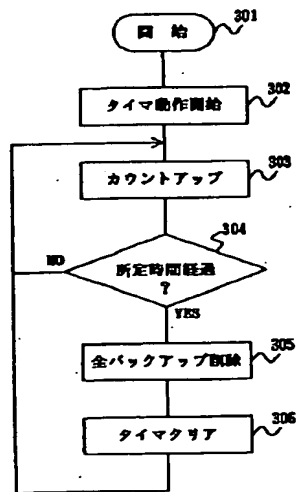 開始
301
タイマ動作開始
302
カウントアップ
303
304
所定時間経過
?
NO
YES
全バックアップ削除
305
タイマクリア
306